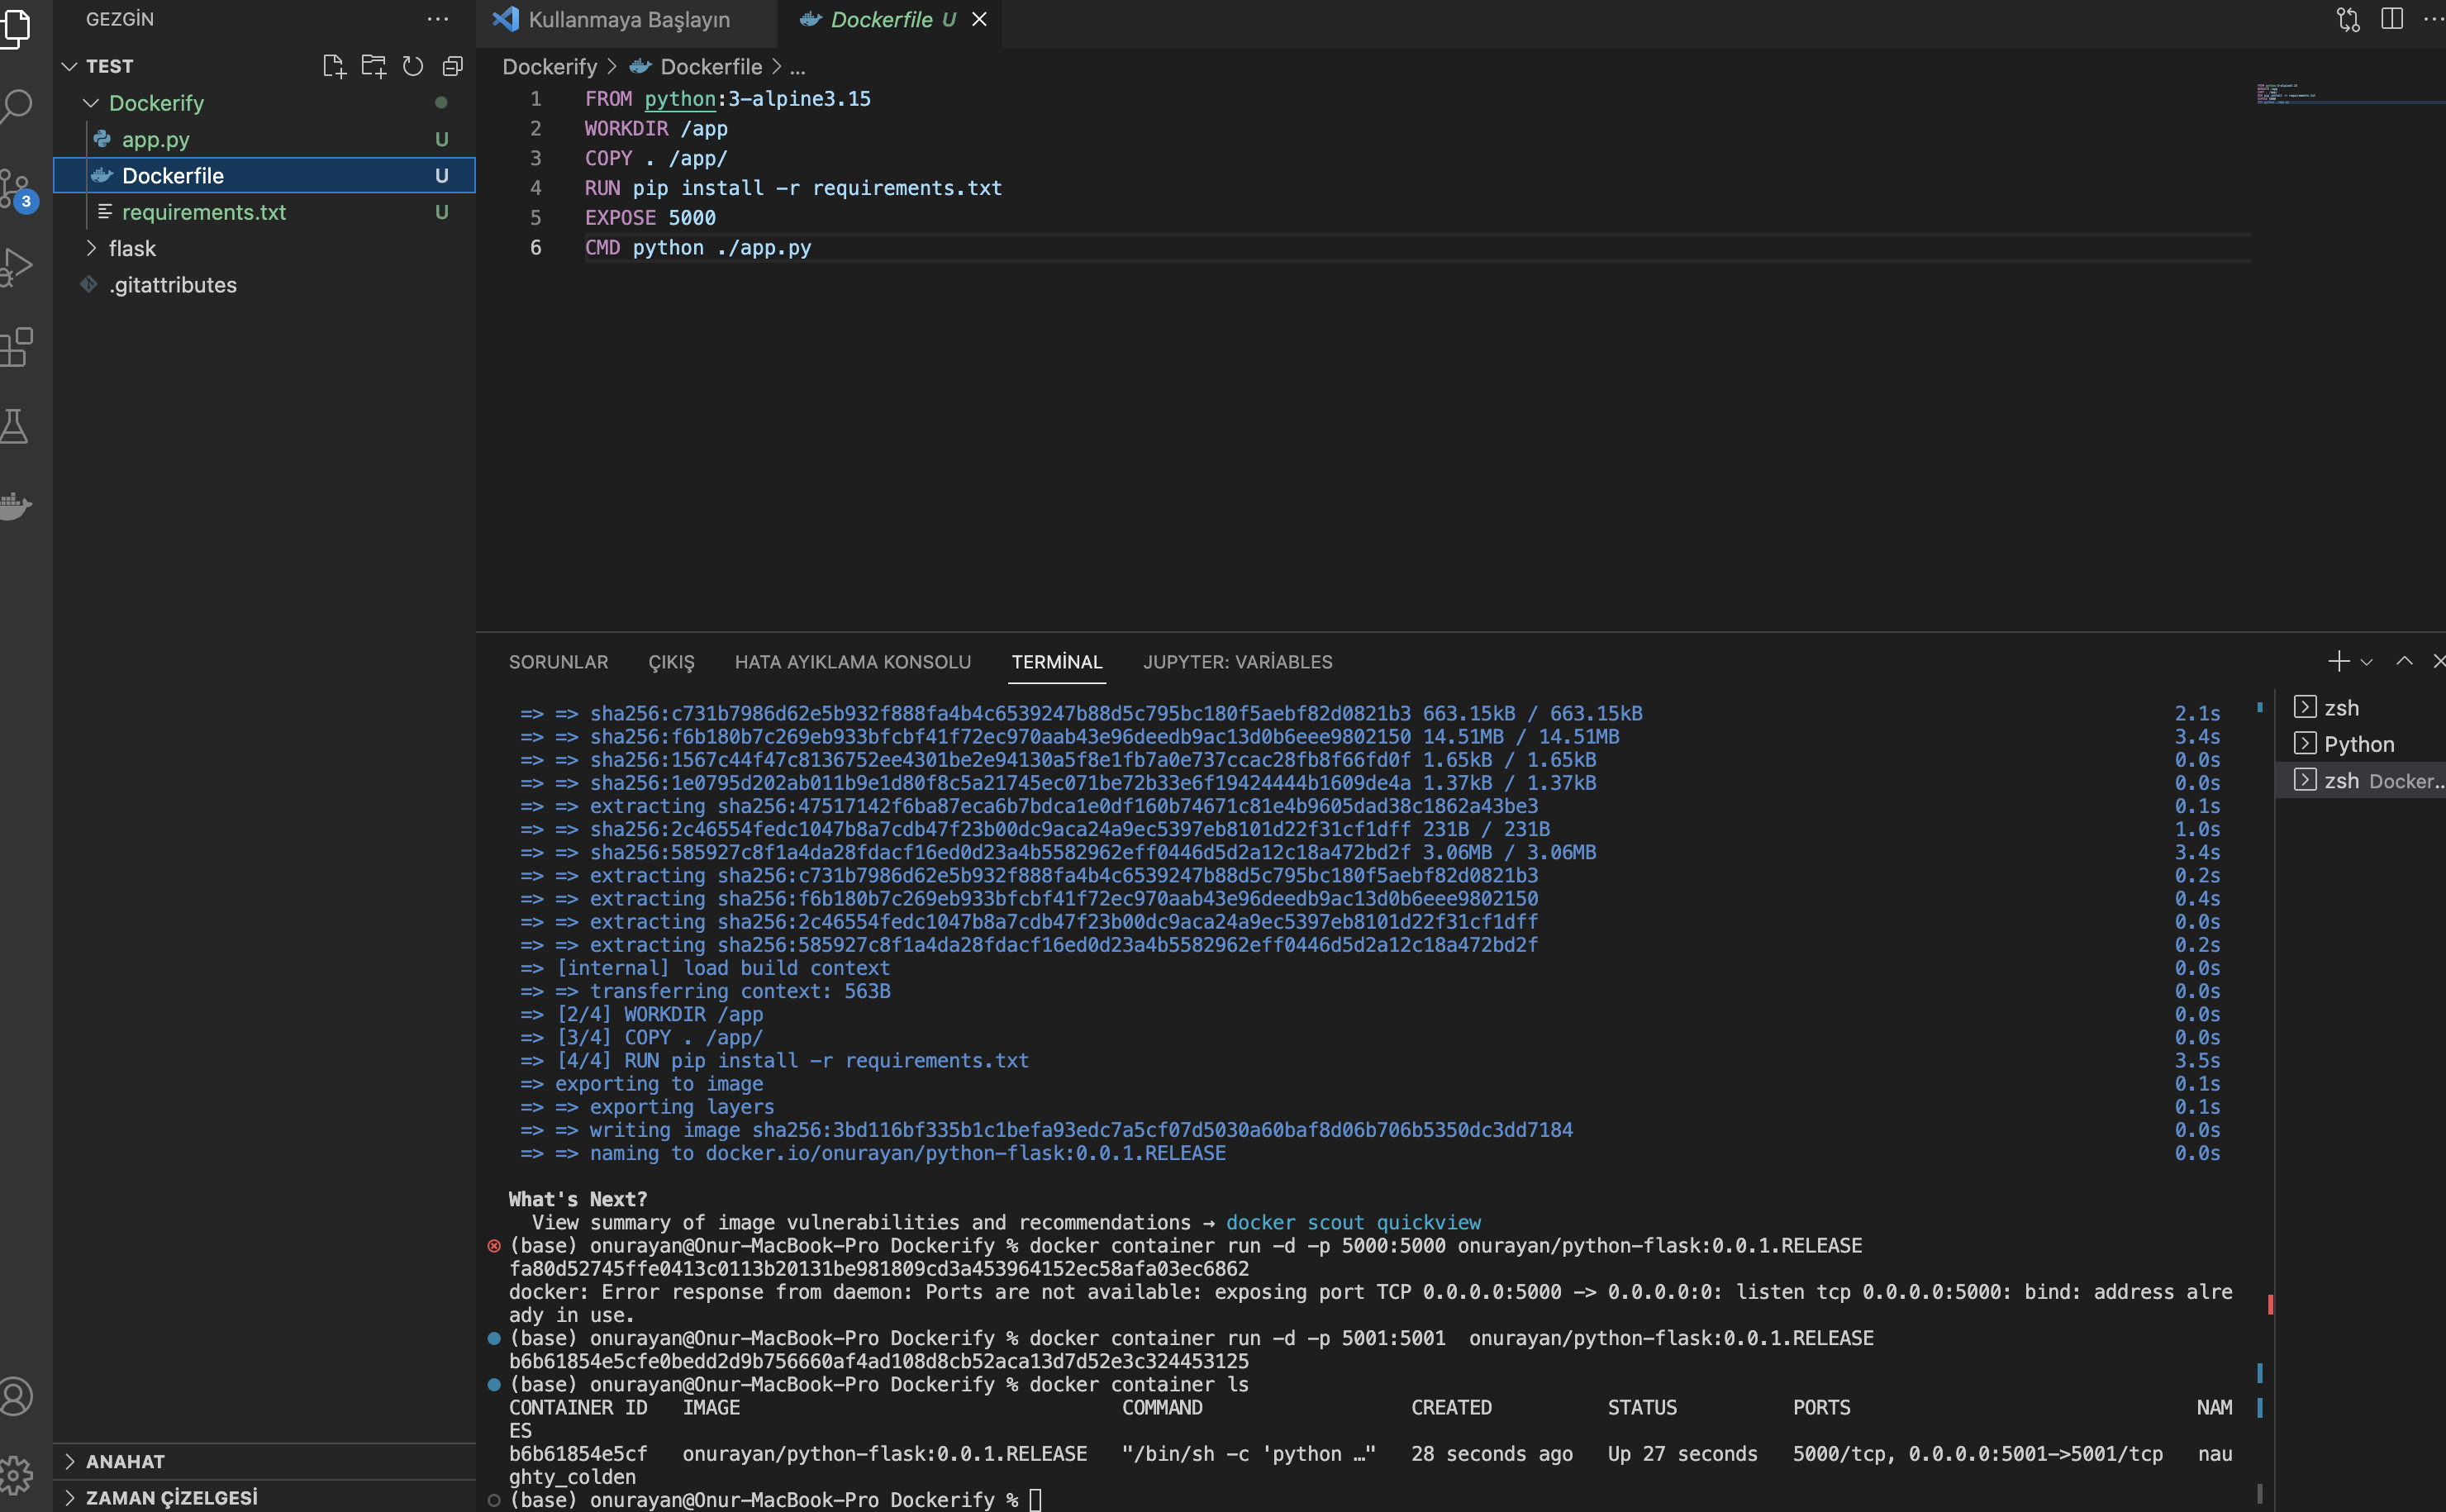 GEZGİN
TEST
Dockerify
app.py U
Dockerfile U
requirements.txt U
flask
.gitattributes
3
ANAHAT
ZAMAN ÇİZELGESİ
Kullanmaya Başlayın
Dockerfile U
Dockerify > Dockerfile > ...
1 FROM python:3-alpine3.15
2 WORKDIR /app
3 COPY . /app/
4 RUN pip install -r requirements.txt
5 EXPOSE 5000
6 CMD python ./app.py
SORUNLAR ÇIKIŞ HATA AYIKLAMA KONSOLU TERMİNAL JUPYTER: VARİABLES
=> => sha256:c731b7986d62e5b932f888fa4b4c6539247b88d5c795bc180f5aebf82d0821b3 663.15kB / 663.15kB 2.1s
=> => sha256:f6b180b7c269eb933bfcbf41f72ec970aab43e96deedb9ac13d0b6eee9802150 14.51MB / 14.51MB 3.4s
=> => sha256:1567c44f47c8136752ee4301be2e94130a5f8e1fb7a0e737ccac28fb8f66fd0f 1.65kB / 1.65kB 0.0s
=> => sha256:1e0795d202ab011b9e1d80f8c5a21745ec071be72b33e6f19424444b1609de4a 1.37kB / 1.37kB 0.0s
=> => extracting sha256:47517142f6ba87eca6b7bdca1e0df160b74671c81e4b9605dad38c1862a43be3 0.1s
=> => sha256:2c46554fedc1047b8a7cdb47f23b00dc9aca24a9ec5397eb8101d22f31cf1dff 231B / 231B 1.0s
=> => sha256:585927c8f1a4da28fdacf16ed0d23a4b5582962eff0446d5d2a12c18a472bd2f 3.06MB / 3.06MB 3.4s
=> => extracting sha256:c731b7986d62e5b932f888fa4b4c6539247b88d5c795bc180f5aebf82d0821b3 0.2s
=> => extracting sha256:f6b180b7c269eb933bfcbf41f72ec970aab43e96deedb9ac13d0b6eee9802150 0.4s
=> => extracting sha256:2c46554fedc1047b8a7cdb47f23b00dc9aca24a9ec5397eb8101d22f31cf1dff 0.0s
=> => extracting sha256:585927c8f1a4da28fdacf16ed0d23a4b5582962eff0446d5d2a12c18a472bd2f 0.2s
=> [internal] load build context 0.0s
=> => transferring context: 563B 0.0s
=> [2/4] WORKDIR /app 0.0s
=> [3/4] COPY . /app/ 0.0s
=> [4/4] RUN pip install -r requirements.txt 3.5s
=> exporting to image 0.1s
=> => exporting layers 0.1s
=> => writing image sha256:3bd116bf335b1c1befa93edc7a5cf07d5030a60baf8d06b706b5350dc3dd7184 0.0s
=> => naming to docker.io/onurayan/python-flask:0.0.1.RELEASE 0.0s
What's Next?
View summary of image vulnerabilities and recommendations → docker scout quickview
(base) onurayan@Onur-MacBook-Pro Dockerify % docker container run -d -p 5000:5000 onurayan/python-flask:0.0.1.RELEASE
fa80d52745ffe0413c0113b20131be981809cd3a453964152ec58afa03ec6862
docker: Error response from daemon: Ports are not available: exposing port TCP 0.0.0.0:5000 -> 0.0.0.0:0: listen tcp 0.0.0.0:5000: bind: address alre
ady in use.
(base) onurayan@Onur-MacBook-Pro Dockerify % docker container run -d -p 5001:5001  onurayan/python-flask:0.0.1.RELEASE
b6b61854e5cfe0bedd2d9b756660af4ad108d8cb52aca13d7d52e3c324453125
(base) onurayan@Onur-MacBook-Pro Dockerify % docker container ls
CONTAINER ID IMAGE COMMAND CREATED STATUS PORTS NAM
ES
b6b61854e5cf onurayan/python-flask:0.0.1.RELEASE "/bin/sh -c 'python …" 28 seconds ago Up 27 seconds 5000/tcp, 0.0.0.0:5001->5001/tcp nau
ghty_colden
(base) onurayan@Onur-MacBook-Pro Dockerify %
zsh
Python
zsh Docker...